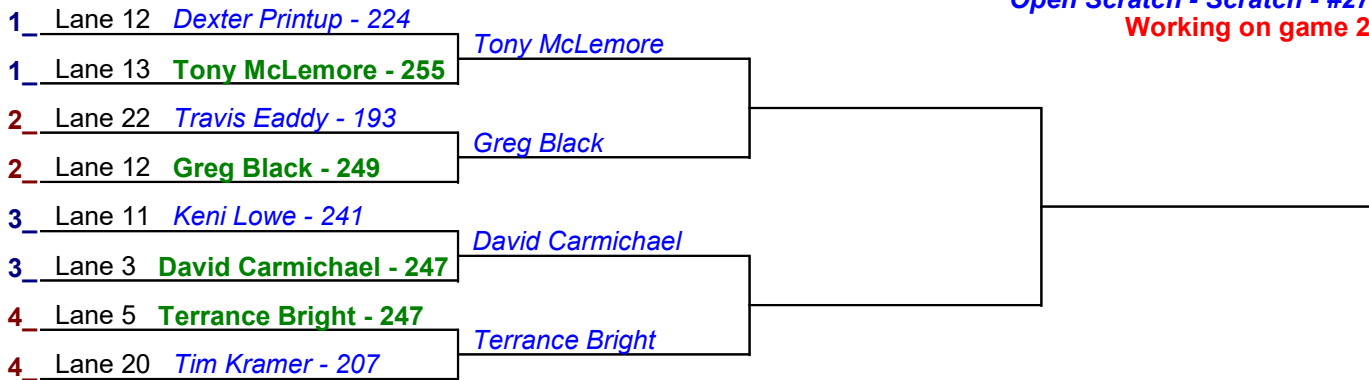 Open Scratch - Scratch - #27
Working on game 2
1_ Lane 12 Dexter Printup - 224
1_ Lane 13 Tony McLemore - 255
2_ Lane 22 Travis Eaddy - 193
2_ Lane 12 Greg Black - 249
3_ Lane 11 Keni Lowe - 241
3_ Lane 3 David Carmichael - 247
4_ Lane 5 Terrance Bright - 247
4_ Lane 20 Tim Kramer - 207
Tony McLemore
Greg Black
David Carmichael
Terrance Bright